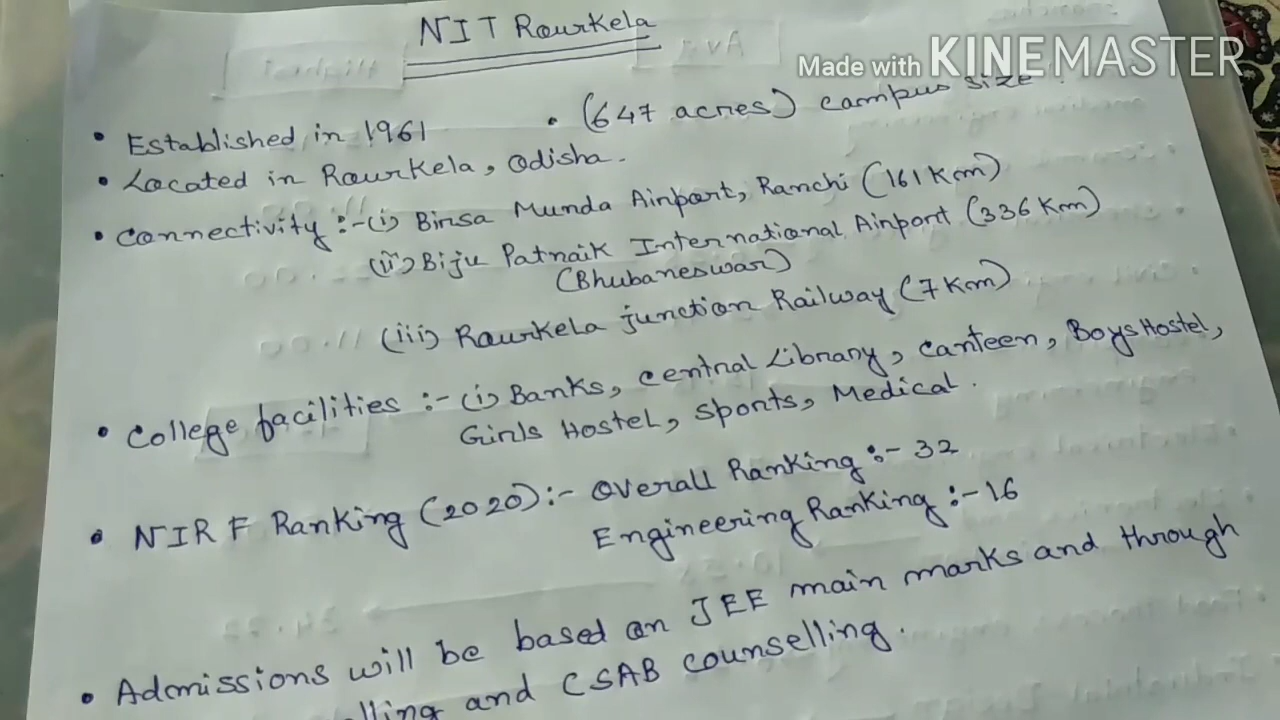 NIT Rourkela
Made with KINEMASTER
• Established in 1961 • (647 acres) campus size.
• Located in Rourkela, Odisha.
• Connectivity :- (i) Birsa Munda Airport, Ranchi (161 Km)
(ii) Biju Patnaik International Airport (336 Km)
(Bhubaneswar)
(iii) Rourkela junction Railway (7 Km)
• College facilities :- (i) Banks, central Library, canteen, Boys Hostel,
Girls Hostel, sports, Medical.
• NIRF Ranking (2020) :- Overall Ranking :- 32
Engineering Ranking :- 16
• Admissions will be based on JEE main marks and through
and CSAB counselling.